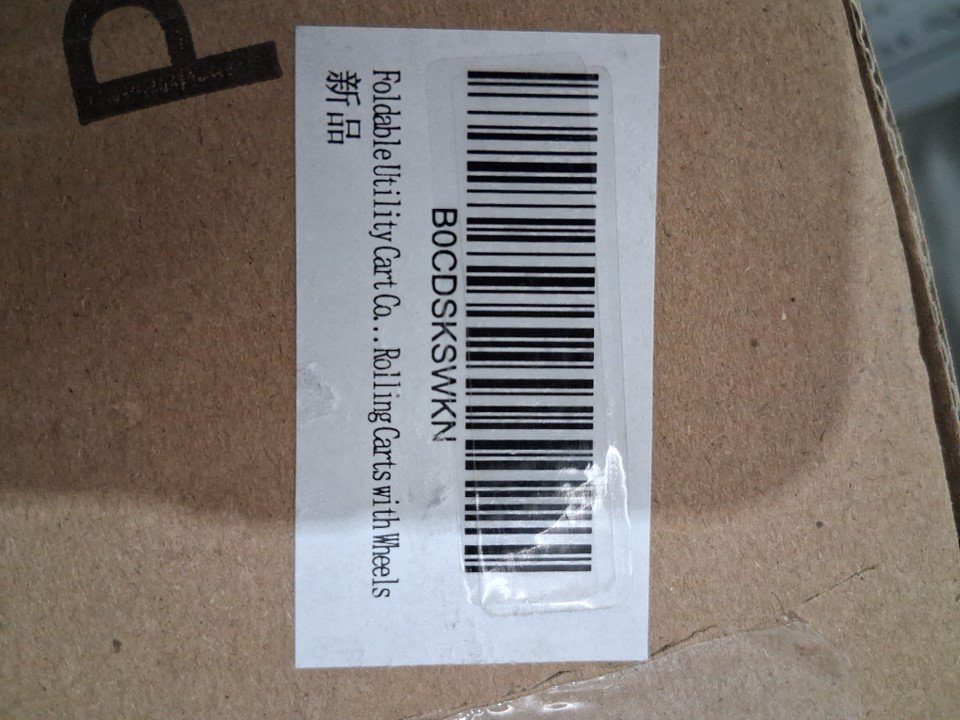 B0CDSKSWKN
Foldable Utility Cart Co...Rolling Carts with Wheels
新品